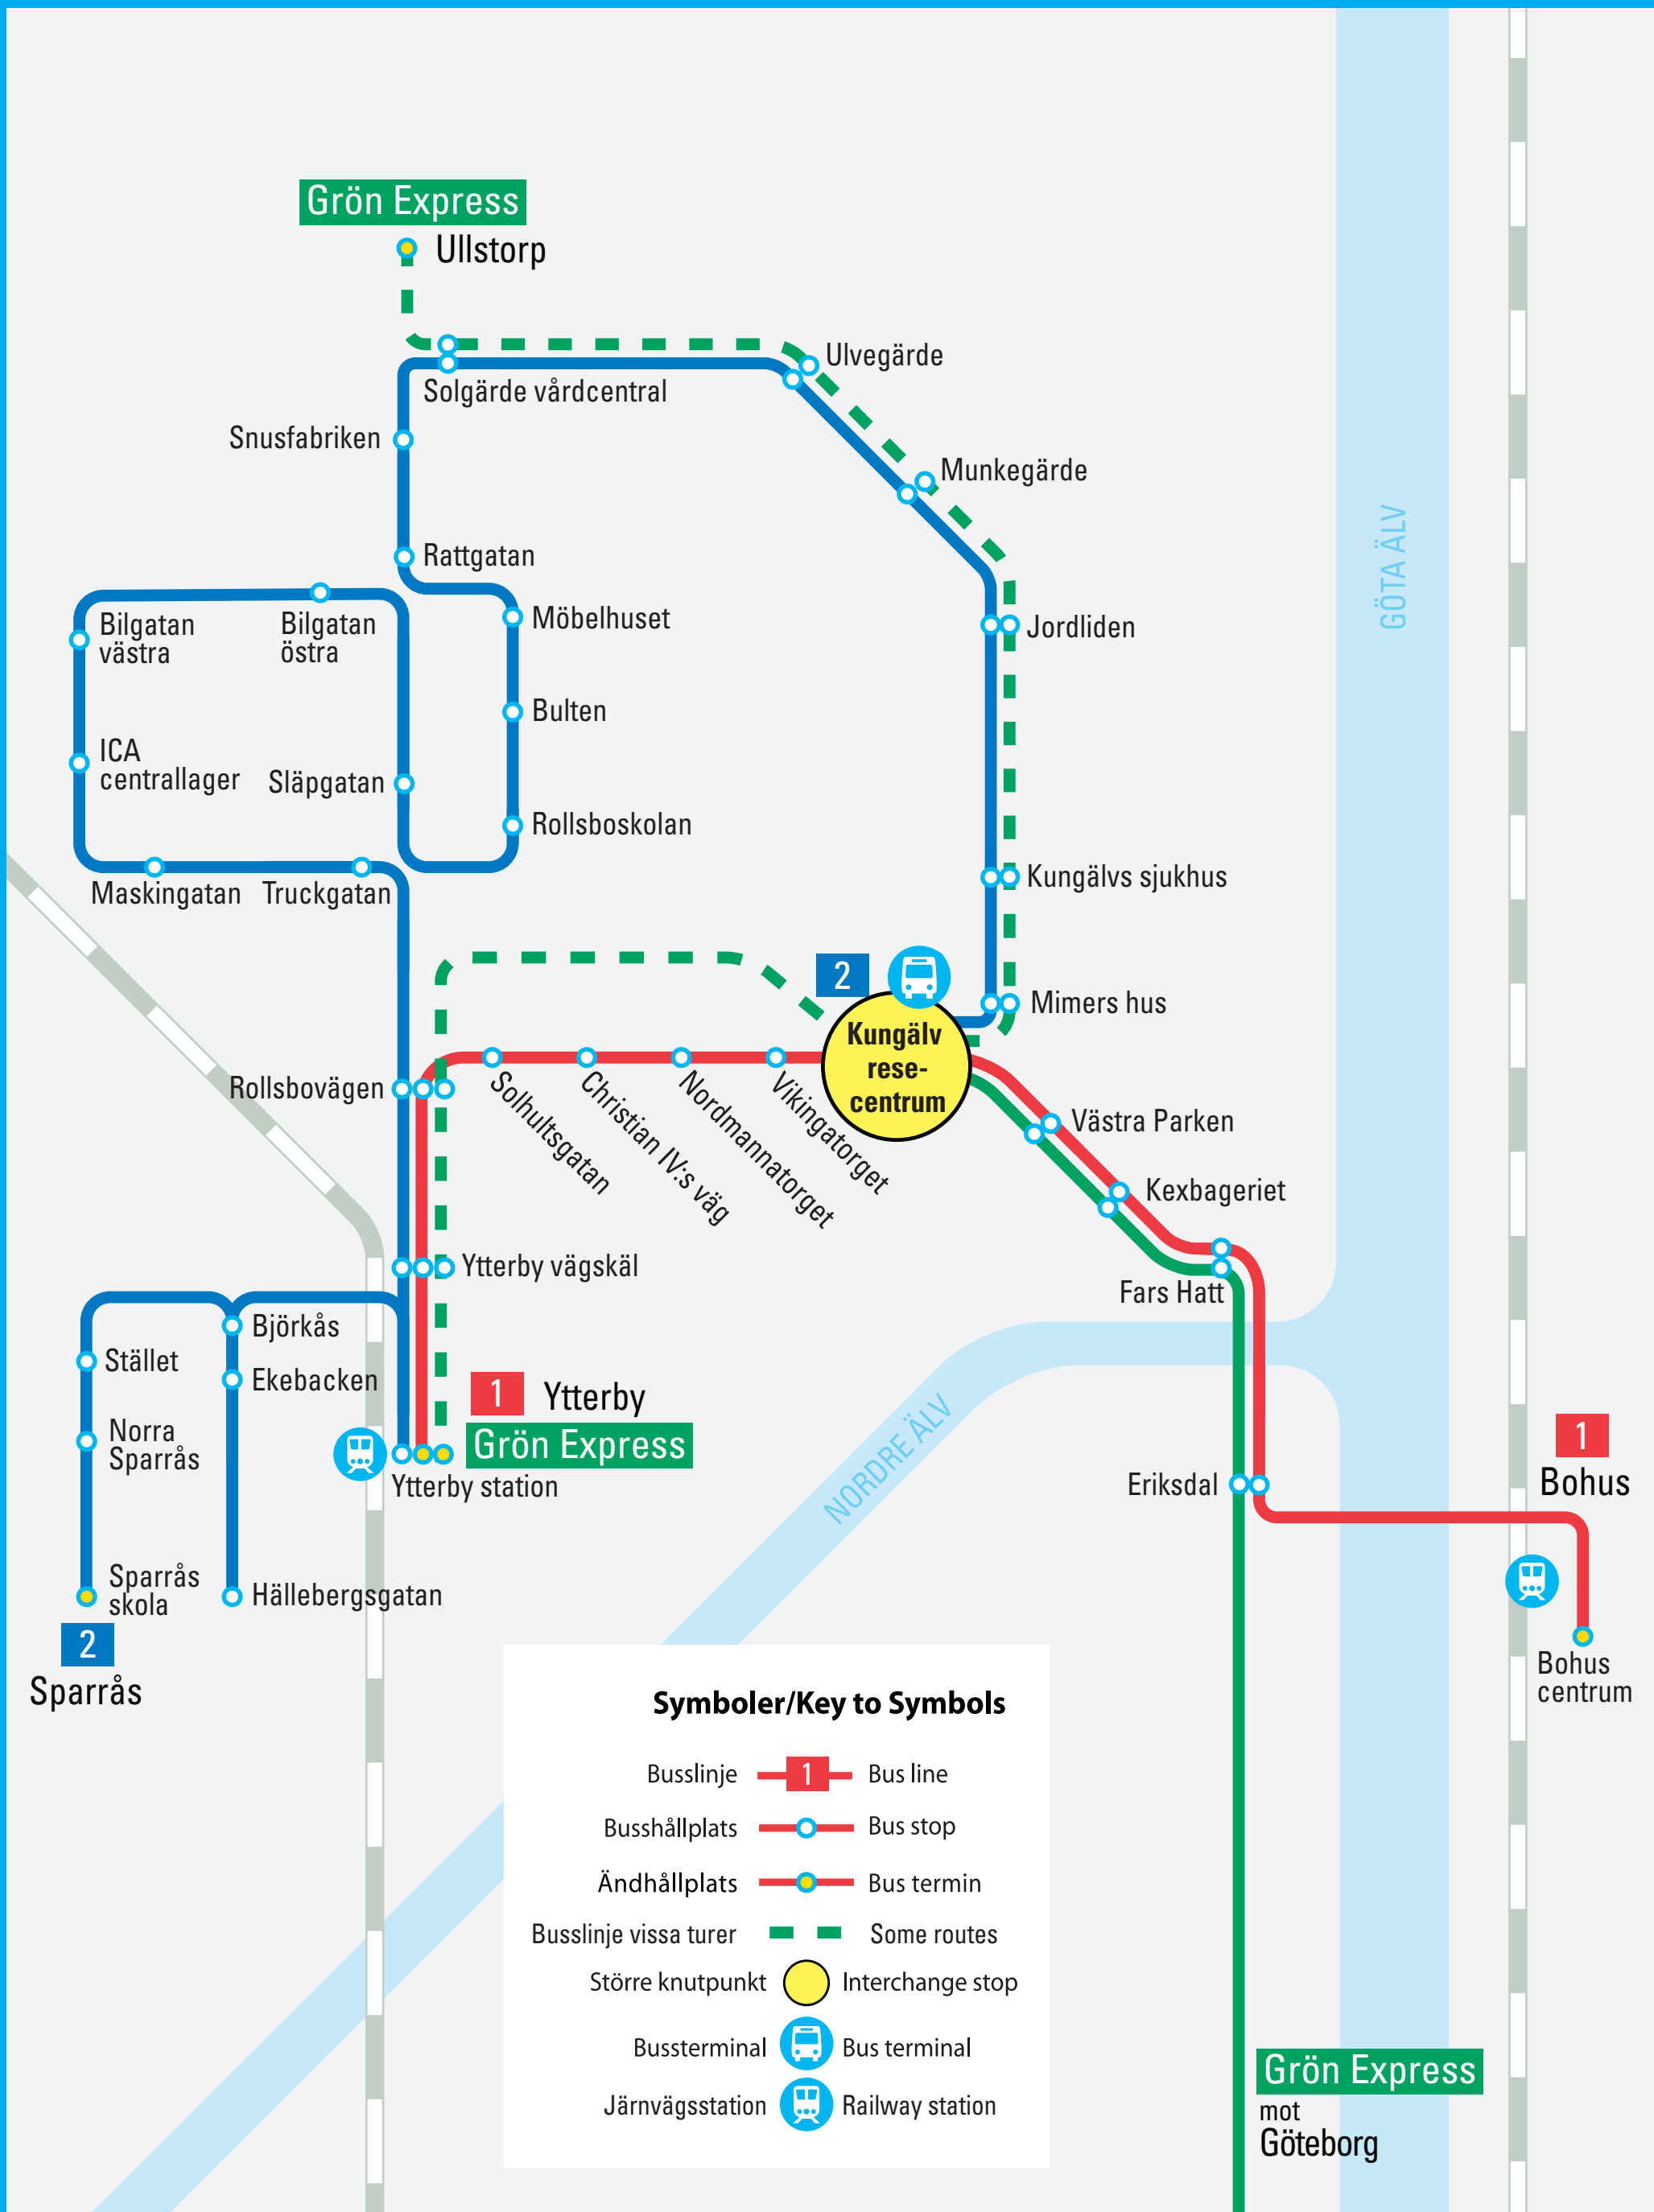 Grön Express
Ullstorp
Ulvegärde
Solgärde vårdcentral
Snusfabriken
Munkegärde
GÖTA ÄLV
Rattgatan
Möbelhuset
Bilgatan
västra
Bilgatan
östra
Jordliden
Bulten
ICA
centrallager
Släpgatan
Rollsboskolan
Maskingatan
Truckgatan
Kungälvs sjukhus
2
Mimers hus
Kungälv
rese-
centrum
Rollsbovägen
Solhultsgatan
Christian IV:s väg
Nordmannatorget
Vikingatorget
Västra Parken
Kexbageriet
Ytterby vägskäl
Fars Hatt
Björkås
Stället
Ekebacken
1
Ytterby
Grön Express
Norra
Sparrås
Ytterby station
NORDRE ÄLV
Eriksdal
1
Bohus
Sparrås
skola
Hällebergsgatan
2
Sparrås
Bohus
centrum
Symboler/Key to Symbols
Busslinje 1 Bus line
Busshållplats Bus stop
Ändhållplats Bus termin
Busslinje vissa turer Some routes
Större knutpunkt Interchange stop
Bussterminal Bus terminal
Järnvägsstation Railway station
Grön Express
mot
Göteborg